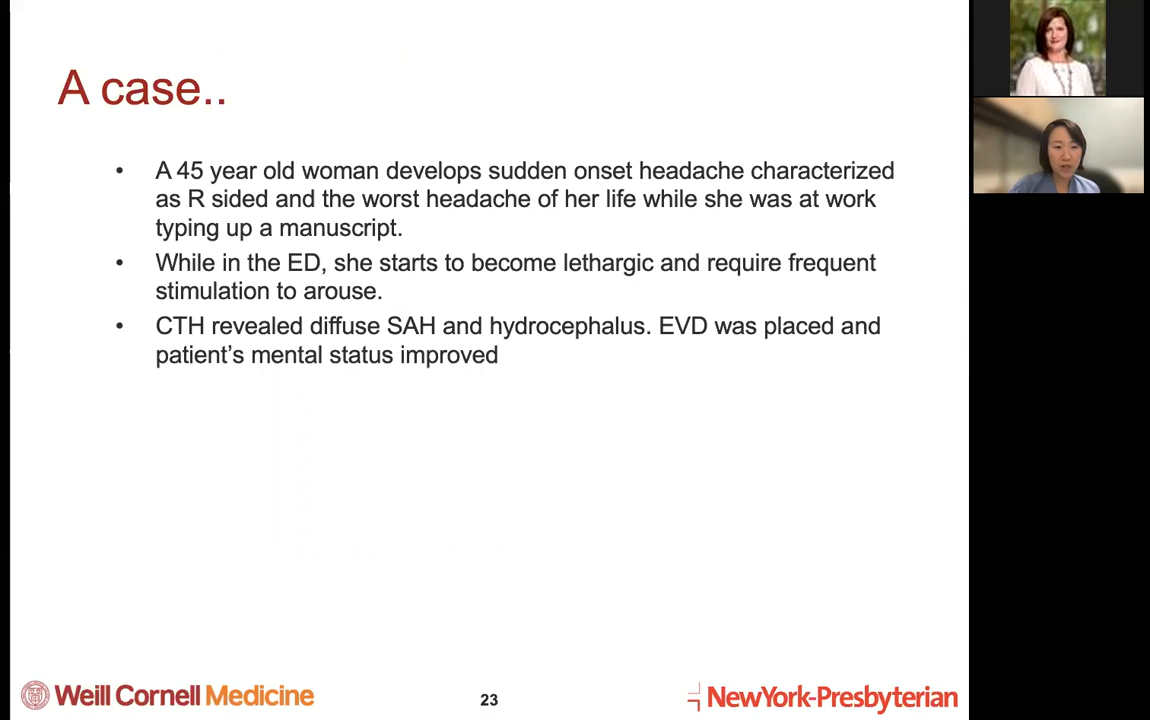 A case..
• A 45 year old woman develops sudden onset headache characterized
as R sided and the worst headache of her life while she was at work
typing up a manuscript.
• While in the ED, she starts to become lethargic and require frequent
stimulation to arouse.
• CTH revealed diffuse SAH and hydrocephalus. EVD was placed and
patient's mental status improved
Weill Cornell Medicine
23
NewYork-Presbyterian